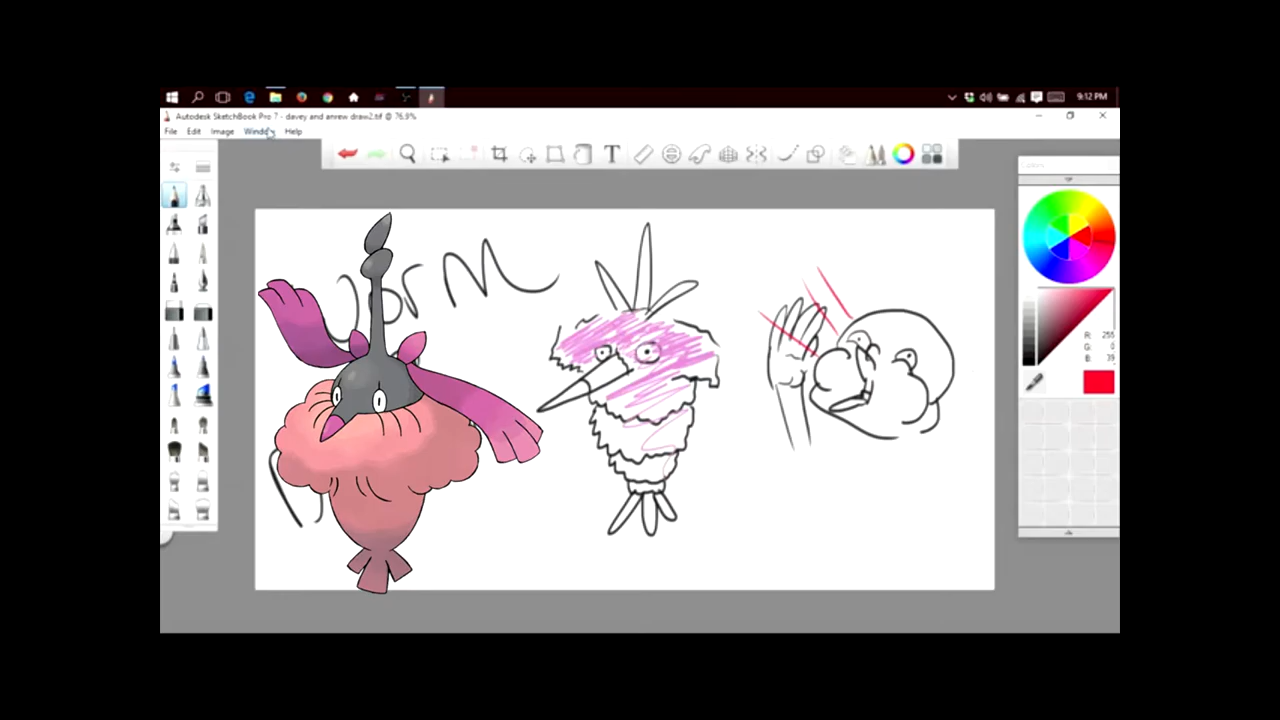 9:12 PM
Autodesk SketchBook Pro 7 - davey and anrew draw2.tif @ 76.9%
File Edit Image Window Help
T
R: 255
G: 0
B: 39